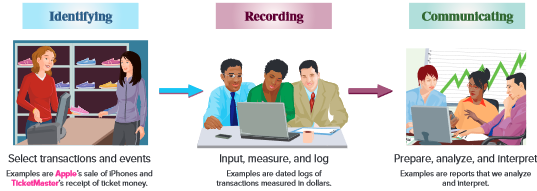 Identifying
Recording
Communicating
Select transactions and events
Examples are Apple's sale of iPhones and
TicketMaster's receipt of ticket money.
Input, measure, and log
Examples are dated logs of
transactions measured in dollars.
Prepare, analyze, and interpret
Examples are reports that we analyze
and interpret.